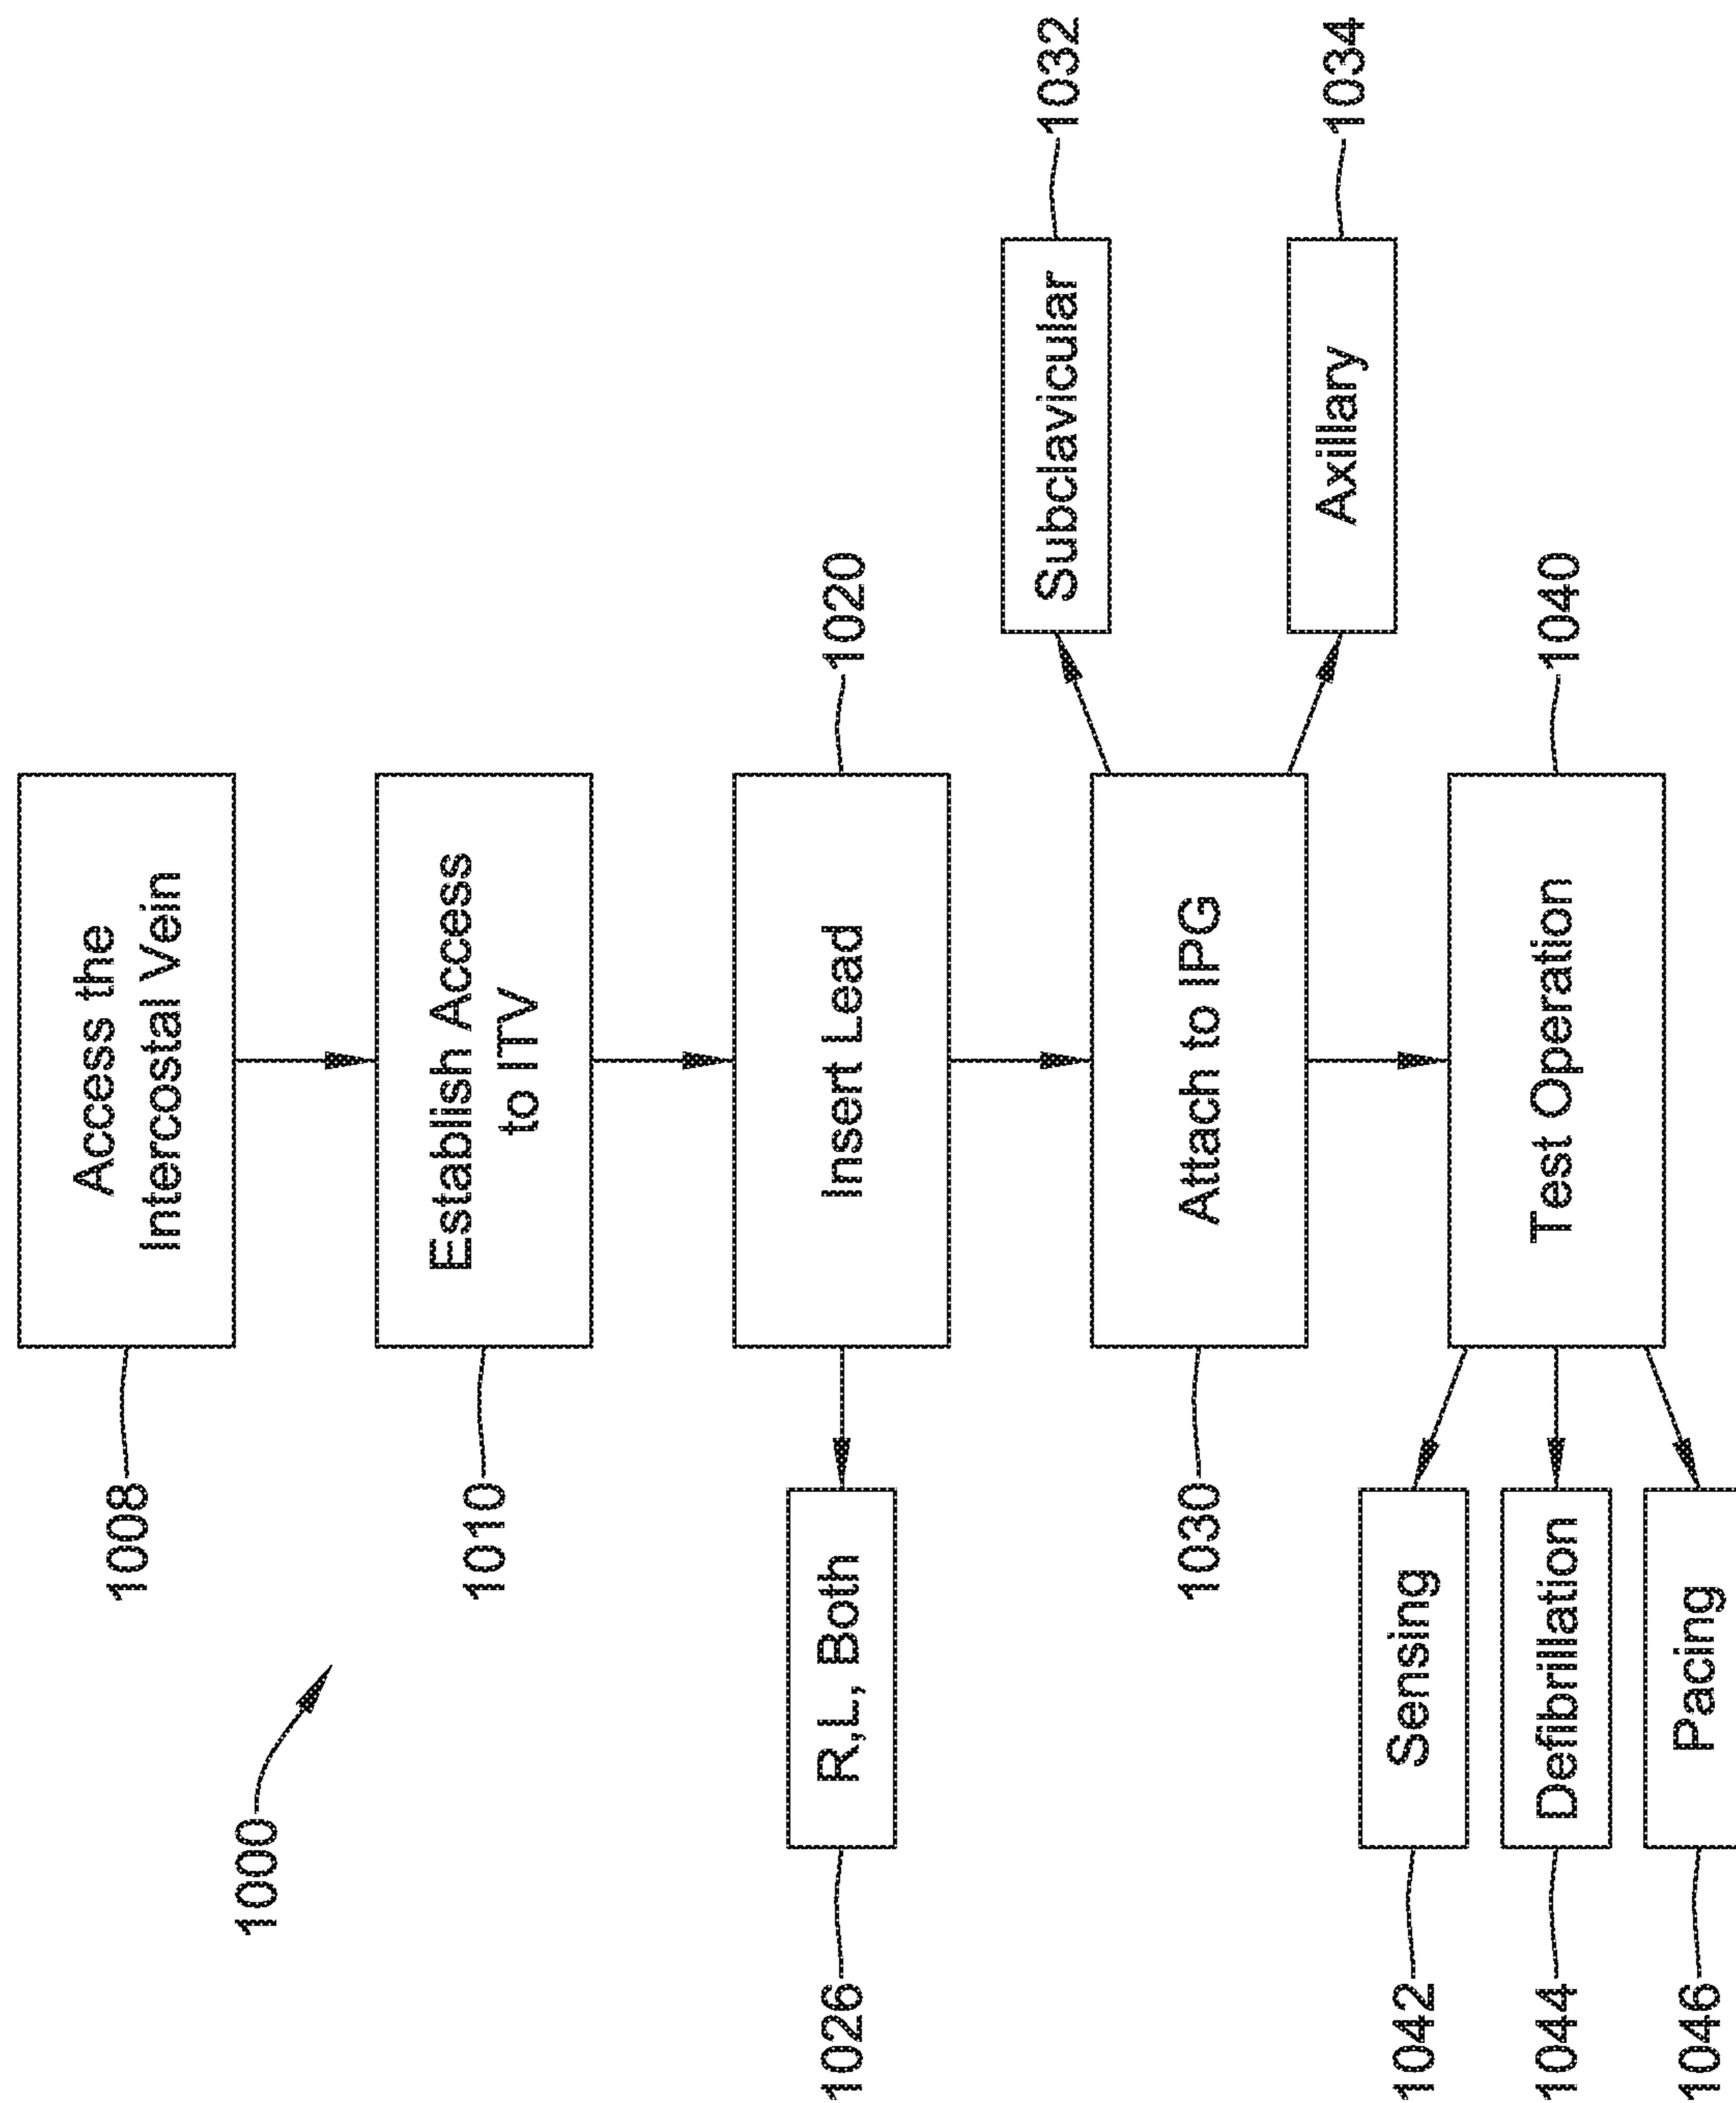 1000
1008
Access the
Intercostal Vein
1010
Establish Access
to ITV
1026
R,L, Both
Insert Lead
1020
1030
Attach to IPG
Subclavicular
1032
Axillary
1034
1042
Sensing
1044
Defibrillation
1046
Pacing
Test Operation
1040